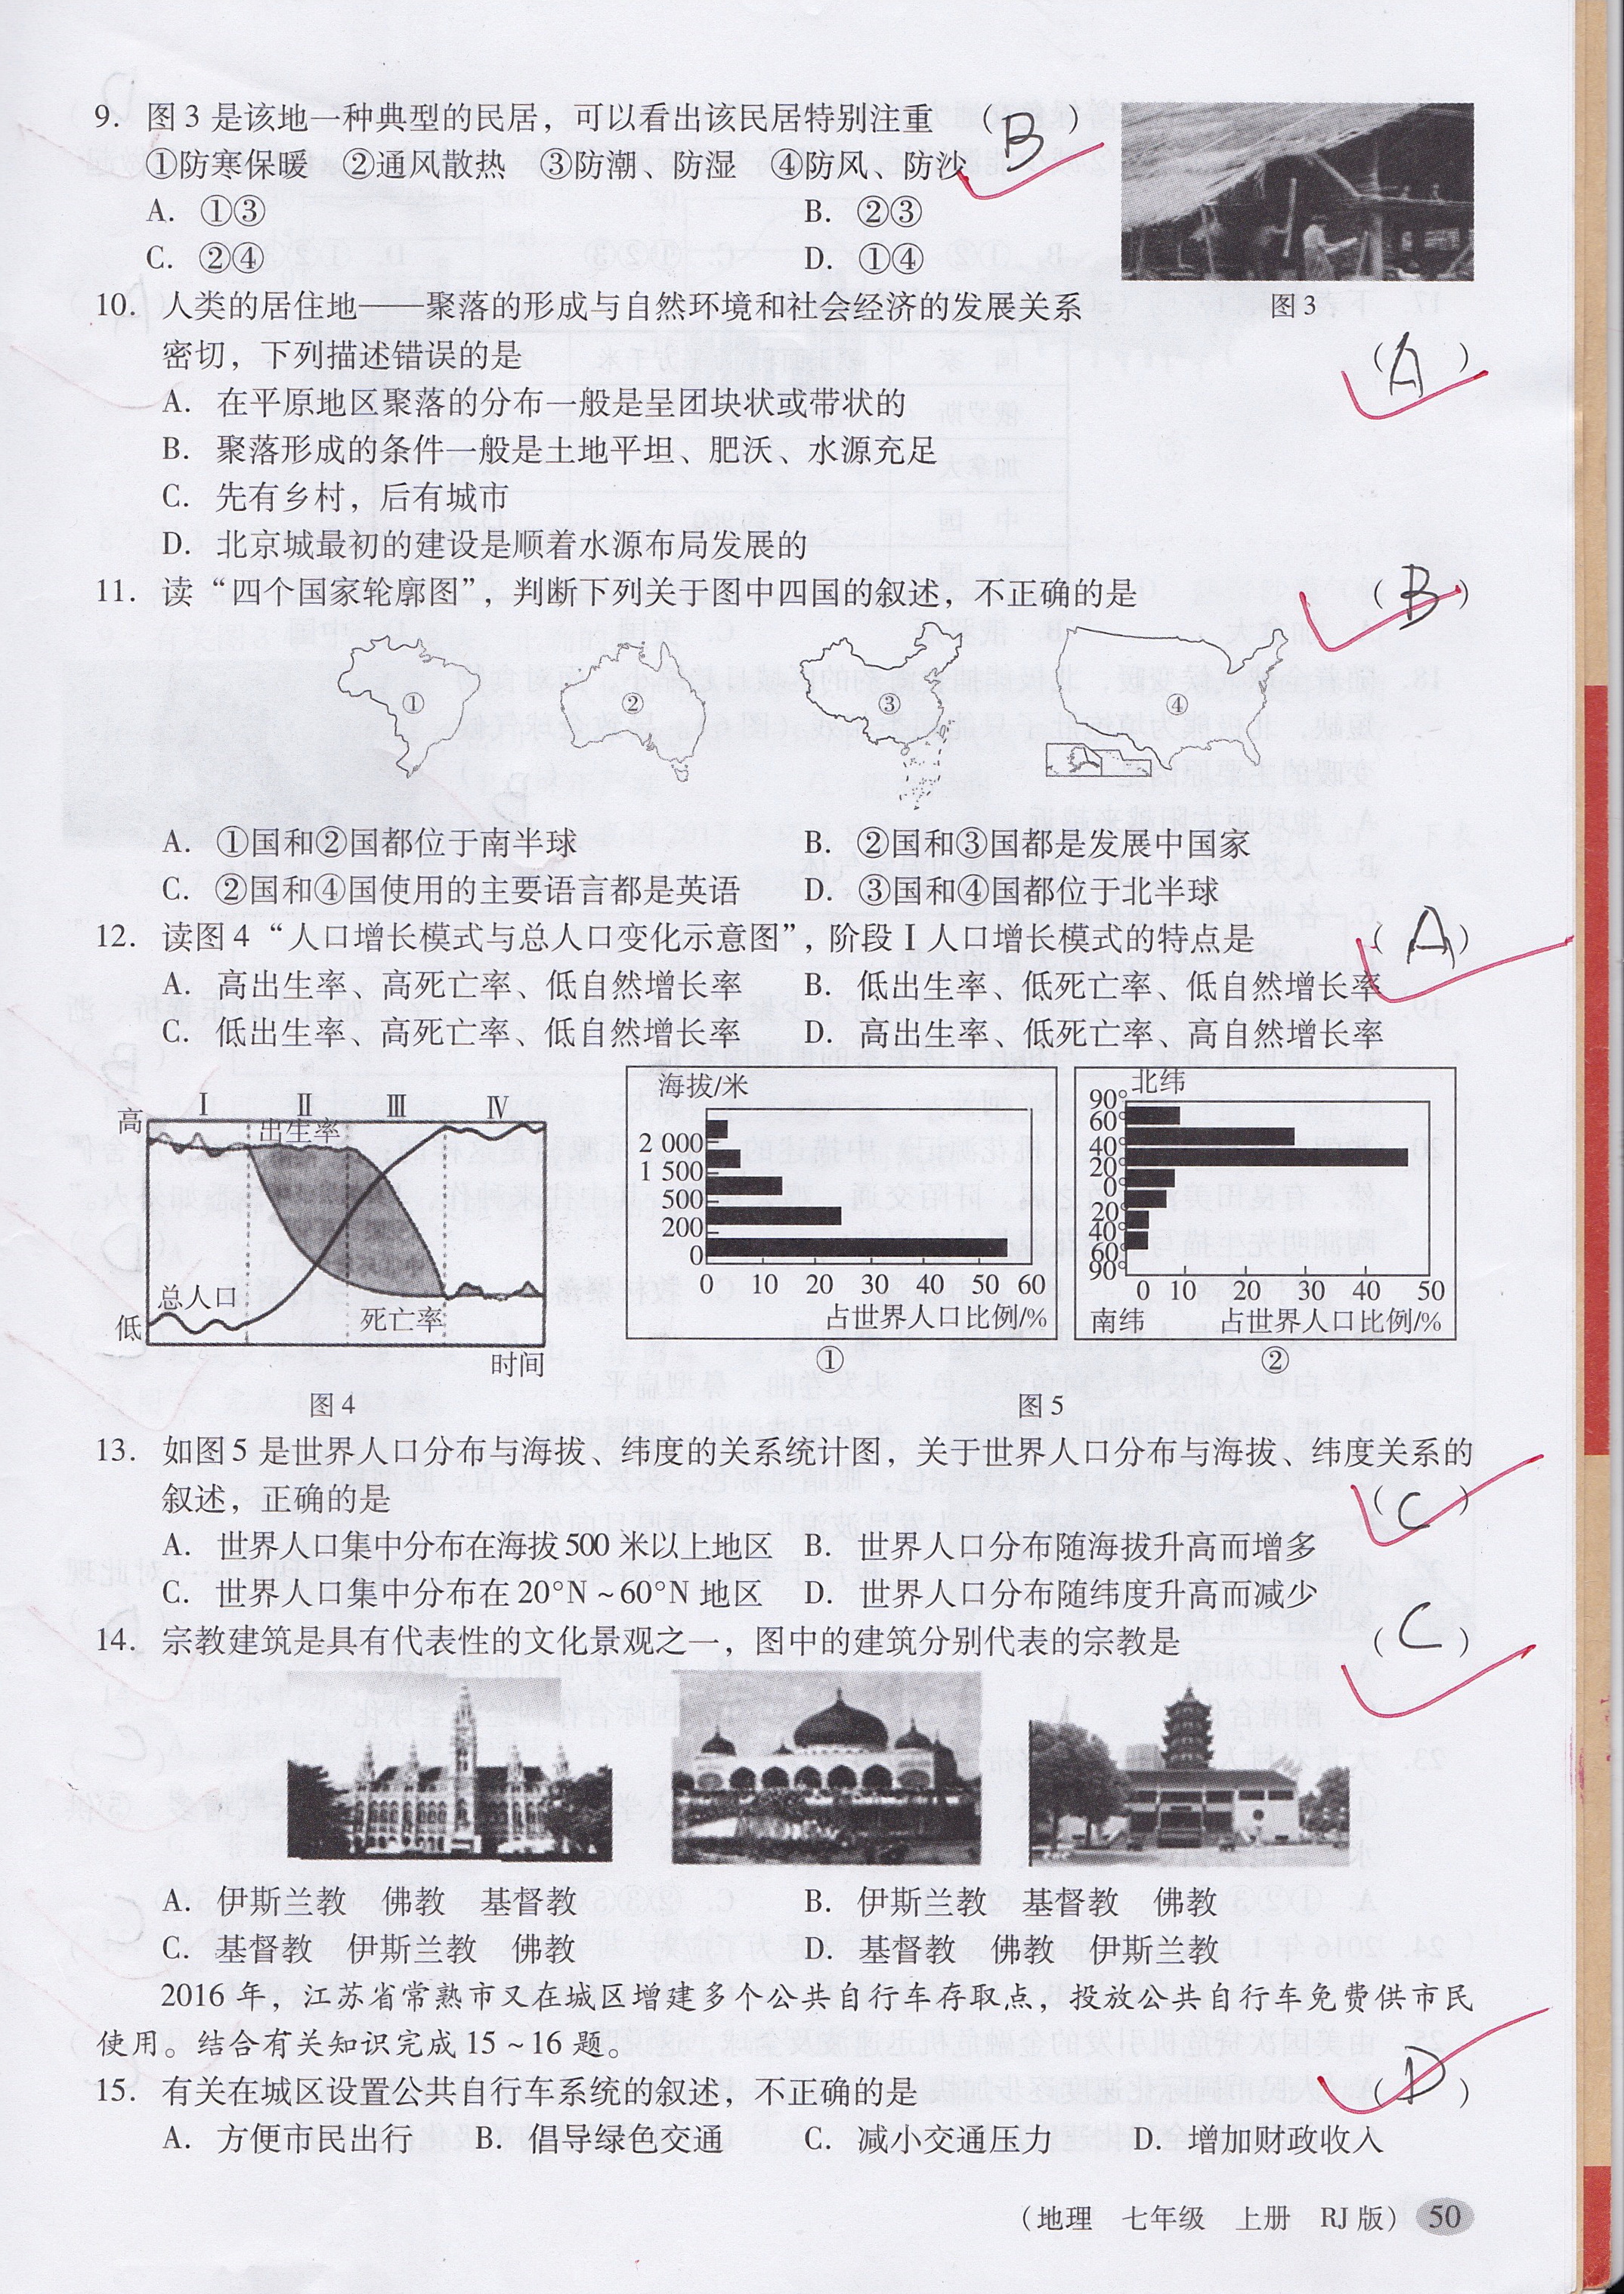 9. 图3是该地一种典型的民居，可以看出该民居特别注重 （ B ）
①防寒保暖 ②通风散热 ③防潮、防湿 ④防风、防沙
A. ①③ B. ②③
C. ②④ D. ①④
图3
10. 人类的居住地——聚落的形成与自然环境和社会经济的发展关系
密切，下列描述错误的是 （ A ）
A. 在平原地区聚落的分布一般是呈团块状或带状的
B. 聚落形成的条件一般是土地平坦、肥沃、水源充足
C. 先有乡村，后有城市
D. 北京城最初的建设是顺着水源布局发展的
11. 读“四个国家轮廓图”，判断下列关于图中四国的叙述，不正确的是 （ B ）
① ② ③ ④
A. ①国和②国都位于南半球 B. ②国和③国都是发展中国家
C. ②国和④国使用的主要语言都是英语 D. ③国和④国都位于北半球
12. 读图4“人口增长模式与总人口变化示意图”，阶段Ⅰ人口增长模式的特点是 （ A ）
A. 高出生率、高死亡率、低自然增长率 B. 低出生率、低死亡率、低自然增长率
C. 低出生率、高死亡率、低自然增长率 D. 高出生率、低死亡率、高自然增长率
高 Ⅰ Ⅱ Ⅲ Ⅳ
出生率
总人口
低 死亡率
时间
图4
海拔/米
2 000
1 500
500
200
0
0 10 20 30 40 50 60
占世界人口比例/%
①
北纬
90°
60°
40°
20°
0°
20°
40°
60°
90°
0 10 20 30 40 50
南纬 占世界人口比例/%
②
图5
13. 如图5是世界人口分布与海拔、纬度的关系统计图，关于世界人口分布与海拔、纬度关系的
叙述，正确的是 （ C ）
A. 世界人口集中分布在海拔500米以上地区 B. 世界人口分布随海拔升高而增多
C. 世界人口集中分布在20°N~60°N地区 D. 世界人口分布随纬度升高而减少
14. 宗教建筑是具有代表性的文化景观之一，图中的建筑分别代表的宗教是 （ C ）
A. 伊斯兰教 佛教 基督教 B. 伊斯兰教 基督教 佛教
C. 基督教 伊斯兰教 佛教 D. 基督教 佛教 伊斯兰教
2016年，江苏省常熟市又在城区增建多个公共自行车存取点，投放公共自行车免费供市民
使用。结合有关知识完成15~16题。
15. 有关在城区设置公共自行车系统的叙述，不正确的是 （ D ）
A. 方便市民出行 B. 倡导绿色交通 C. 减小交通压力 D. 增加财政收入
（地理 七年级 上册 RJ版） 50